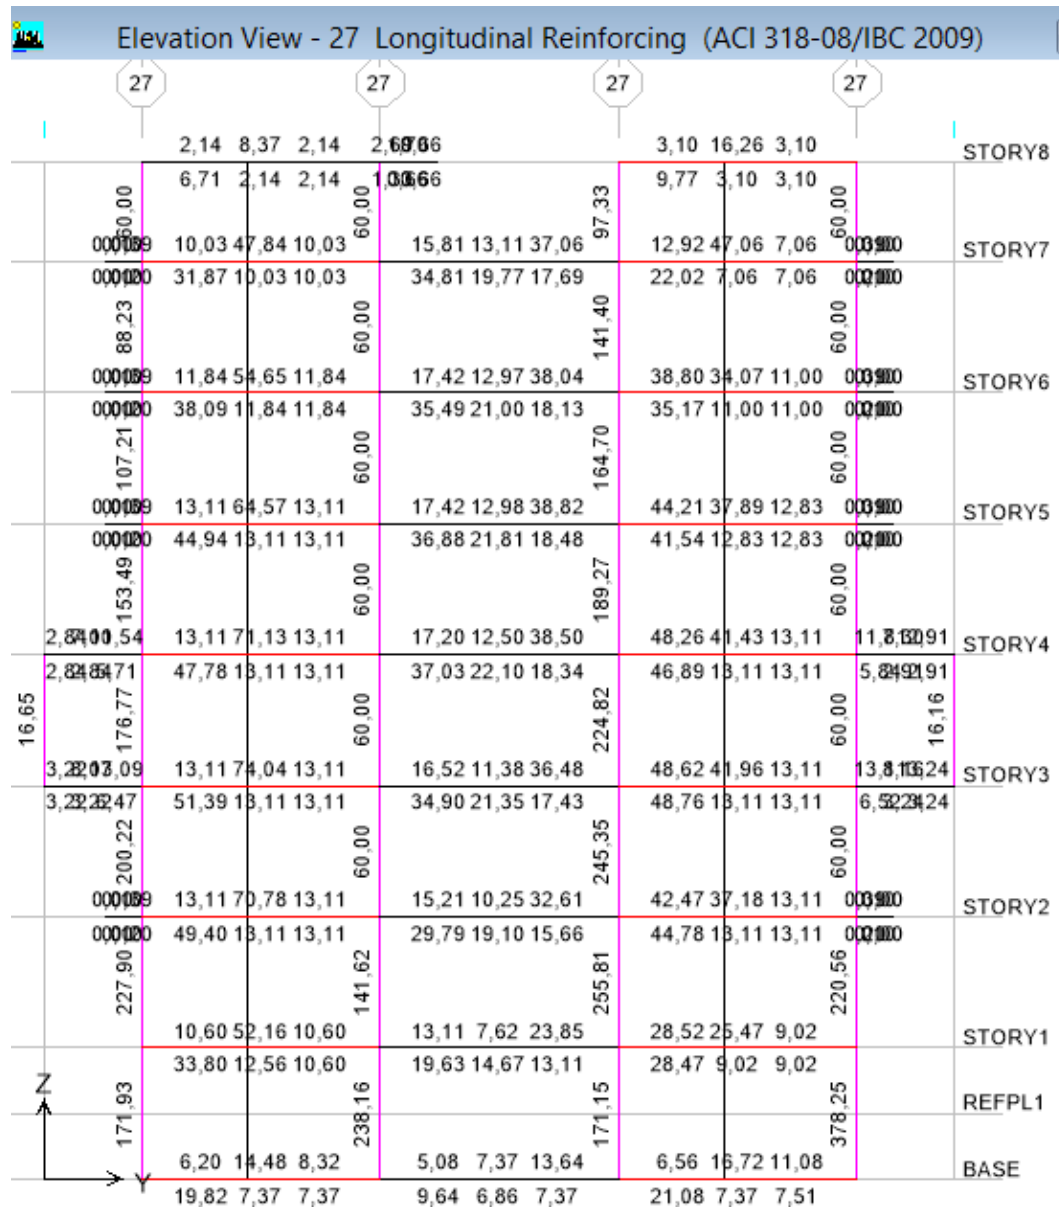 Elevation View - 27 Longitudinal Reinforcing (ACI 318-08/IBC 2009)
27 27 27 27
2,14 8,37 2,14 3,10 16,26 3,10 STORY8
6,71 2,14 2,14 9,77 3,10 3,10
60,00 60,00 97,33 60,00
10,03 47,84 10,03 15,81 13,11 37,06 12,92 47,06 7,06 STORY7
31,87 10,03 10,03 34,81 19,77 17,69 22,02 7,06 7,06
88,23 60,00 141,40 60,00
11,84 54,65 11,84 17,42 12,97 38,04 38,80 34,07 11,00 STORY6
38,09 11,84 11,84 35,49 21,00 18,13 35,17 11,00 11,00
107,21 60,00 164,70 60,00
13,11 64,57 13,11 17,42 12,98 38,82 44,21 37,89 12,83 STORY5
44,94 13,11 13,11 36,88 21,81 18,48 41,54 12,83 12,83
153,49 60,00 189,27 60,00
13,11 71,13 13,11 17,20 12,50 38,50 48,26 41,43 13,11 STORY4
47,78 13,11 13,11 37,03 22,10 18,34 46,89 13,11 13,11
16,65 176,77 60,00 224,82 60,00 16,16
13,11 74,04 13,11 16,52 11,38 36,48 48,62 41,96 13,11 STORY3
51,39 13,11 13,11 34,90 21,35 17,43 48,76 13,11 13,11
200,22 60,00 245,35 60,00
13,11 70,78 13,11 15,21 10,25 32,61 42,47 37,18 13,11 STORY2
49,40 13,11 13,11 29,79 19,10 15,66 44,78 13,11 13,11
227,90 141,62 255,81 220,56
10,60 52,16 10,60 13,11 7,62 23,85 28,52 25,47 9,02 STORY1
33,80 12,56 10,60 19,63 14,67 13,11 28,47 9,02 9,02
Z
171,93 238,16 171,15 378,25 REFPL1
6,20 14,48 8,32 5,08 7,37 13,64 6,56 16,72 11,08 BASE
Y
19,82 7,37 7,37 9,64 6,86 7,37 21,08 7,37 7,51